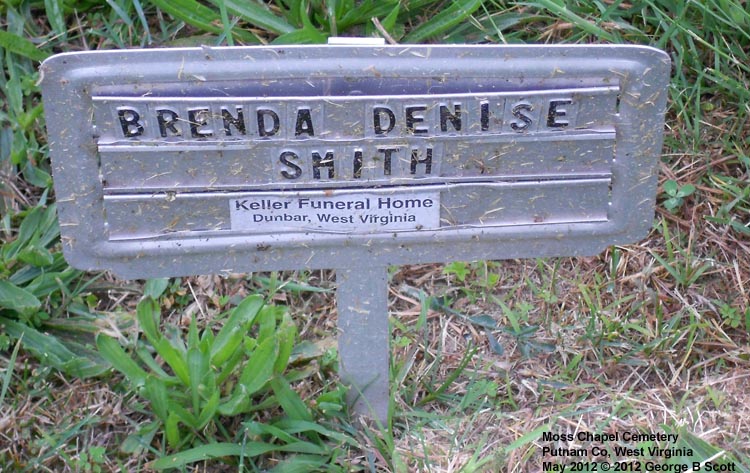 BRENDA DENISE
SMITH
Keller Funeral Home
Dunbar, West Virginia
Moss Chapel Cemetery
Putnam Co, West Virginia
May 2012 © 2012 George B Scott